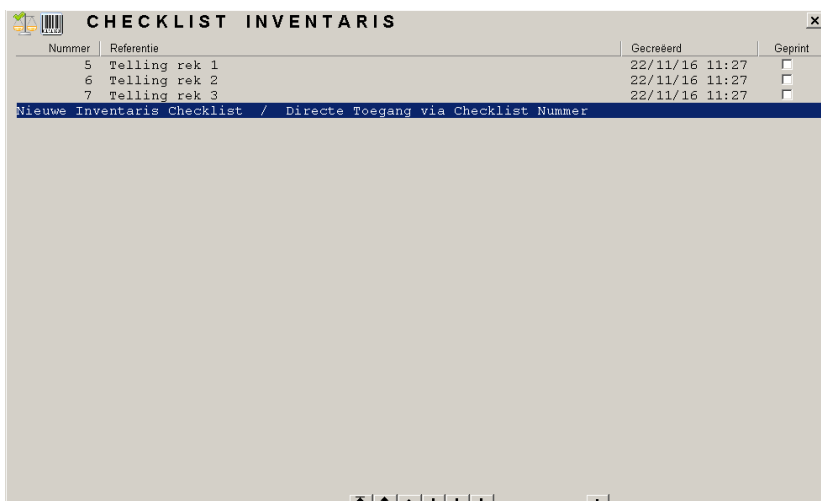 CHECKLIST INVENTARIS
Nummer Referentie Gecreëerd Geprint
5 Telling rek 1 22/11/16 11:27
6 Telling rek 2 22/11/16 11:27
7 Telling rek 3 22/11/16 11:27
Nieuwe Inventaris Checklist / Directe Toegang via Checklist Nummer